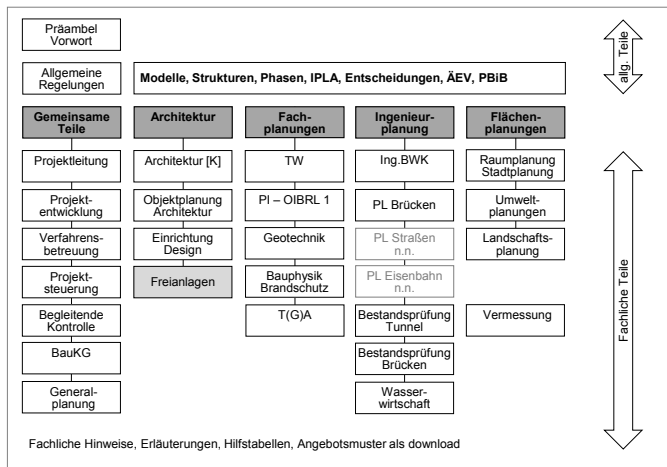 Präambel
Vorwort
allg. Teile
Allgemeine
Regelungen
Modelle, Strukturen, Phasen, IPLA, Entscheidungen, ÄEV, PBiB
Gemeinsame
Teile
Architektur
Fach-
planungen
Ingenieur-
planung
Flächen-
planungen
Projektleitung
Architektur [K]
TW
Ing.BWK
Raumplanung
Stadtplanung
Projekt-
entwicklung
Objektplanung
Architektur
PI – OIBRL 1
PL Brücken
Umwelt-
planungen
Verfahrens-
betreuung
Einrichtung
Design
Geotechnik
PL Straßen
n.n.
Landschafts-
planung
Projekt-
steuerung
Freianlagen
Bauphysik
Brandschutz
PL Eisenbahn
n.n.
Begleitende
Kontrolle
T(G)A
Bestandsprüfung
Tunnel
Vermessung
BauKG
Bestandsprüfung
Brücken
General-
planung
Wasser-
wirtschaft
Fachliche Teile
Fachliche Hinweise, Erläuterungen, Hilfstabellen, Angebotsmuster als download